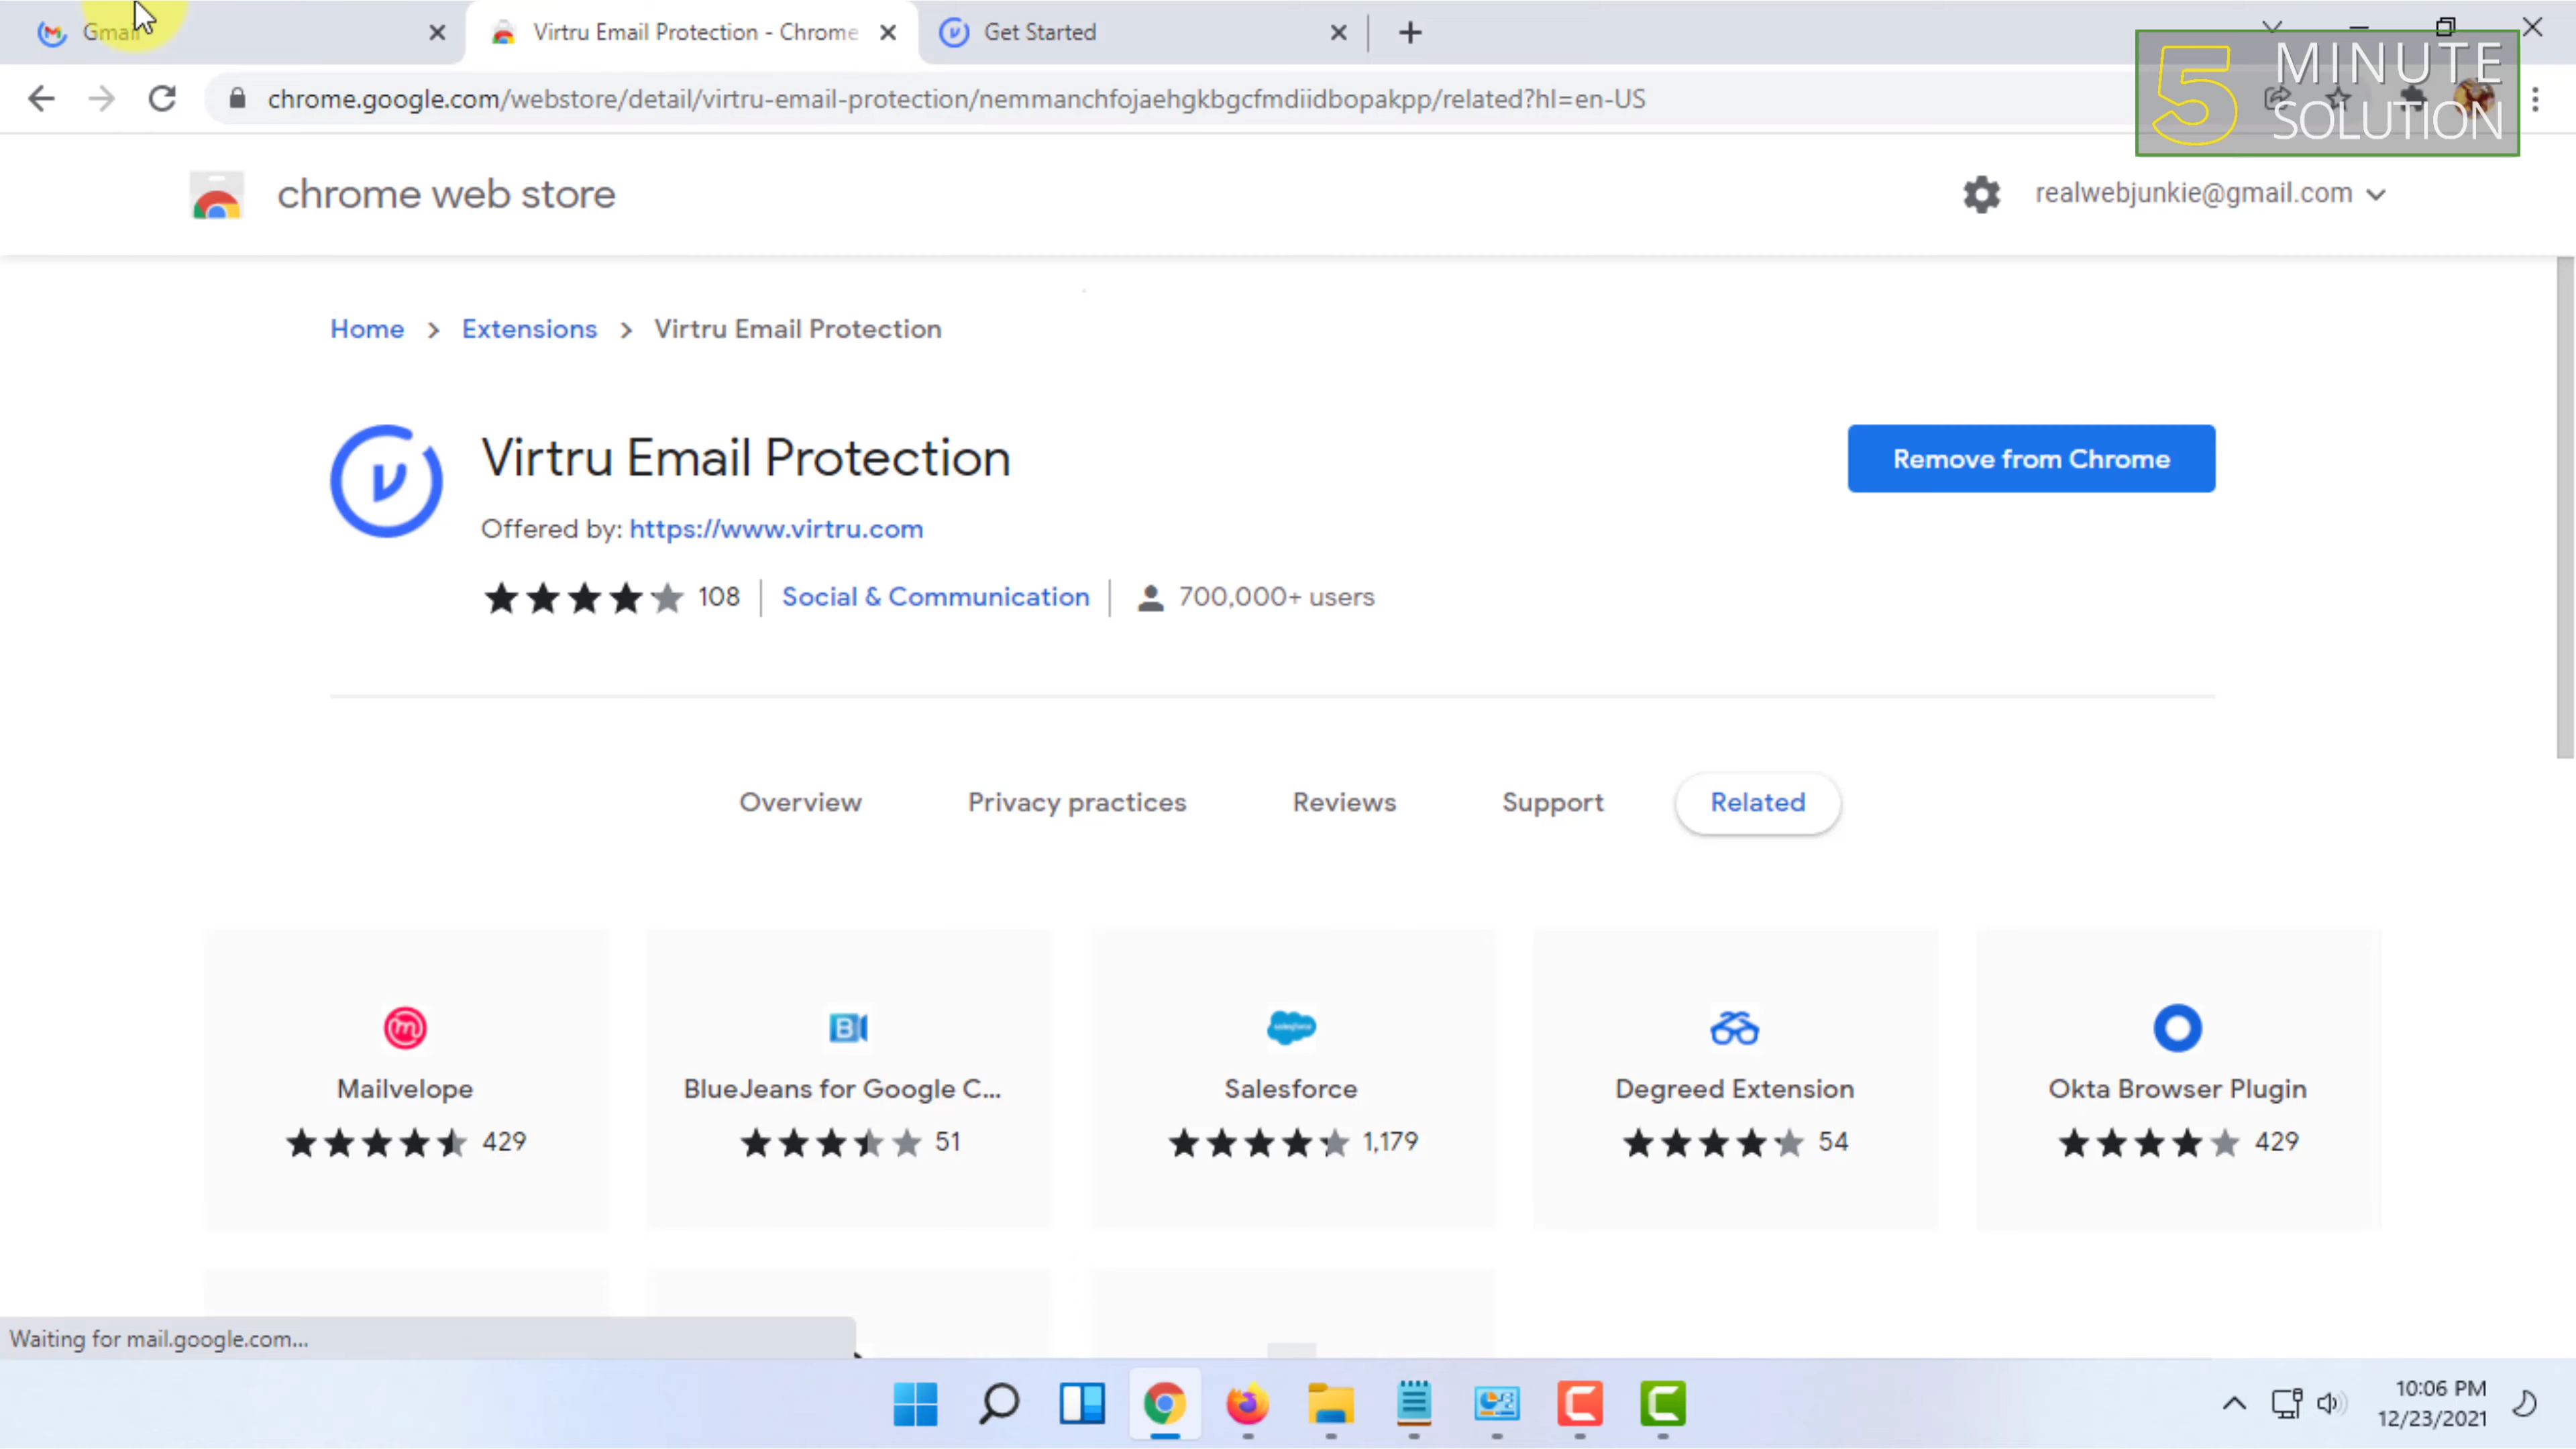 Gmail
Virtru Email Protection - Chrome
Get Started
5 MINUTE SOLUTION
chrome.google.com/webstore/detail/virtru-email-protection/nemmanchfojaehgkbgcfmdiidbopakpp/related?hl=en-US
chrome web store
realwebjunkie@gmail.com
Home > Extensions > Virtru Email Protection
Virtru Email Protection
Remove from Chrome
Offered by: https://www.virtru.com
108 | Social & Communication | 700,000+ users
Overview Privacy practices Reviews Support Related
Mailvelope BlueJeans for Google C... Salesforce Degreed Extension Okta Browser Plugin
429 51 1,179 54 429
Waiting for mail.google.com...
10:06 PM
12/23/2021